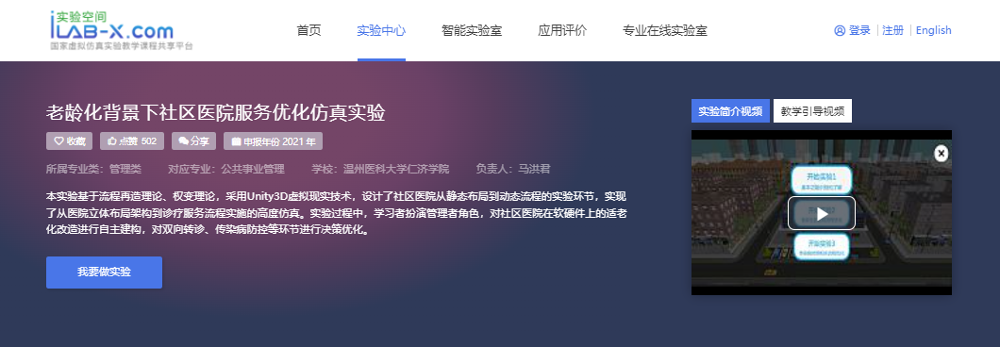 实验空间
iLAB-X.COM
国家虚拟仿真实验教学课程共享平台
首页 实验中心 智能实验室 应用评价 专业在线实验室
登录 | 注册 | English
老龄化背景下社区医院服务优化仿真实验
收藏 点赞 502 分享 申报年份 2021 年
所属专业类：管理类 对应专业：公共事业管理 学校：温州医科大学仁济学院 负责人：马洪君
本实验基于流程再造理论、权变理论，采用Unity3D虚拟现实技术，设计了社区医院从静态布局到动态流程的实验环节，实现
了从医院立体布局架构到诊疗服务流程实施的高度仿真。实验过程中，学习者扮演管理者角色，对社区医院在软硬件上的适老
化改造进行自主建构，对双向转诊、传染病防控等环节进行决策优化。
我要做实验
实验简介视频 教学引导视频
开始实验1
开始实验3